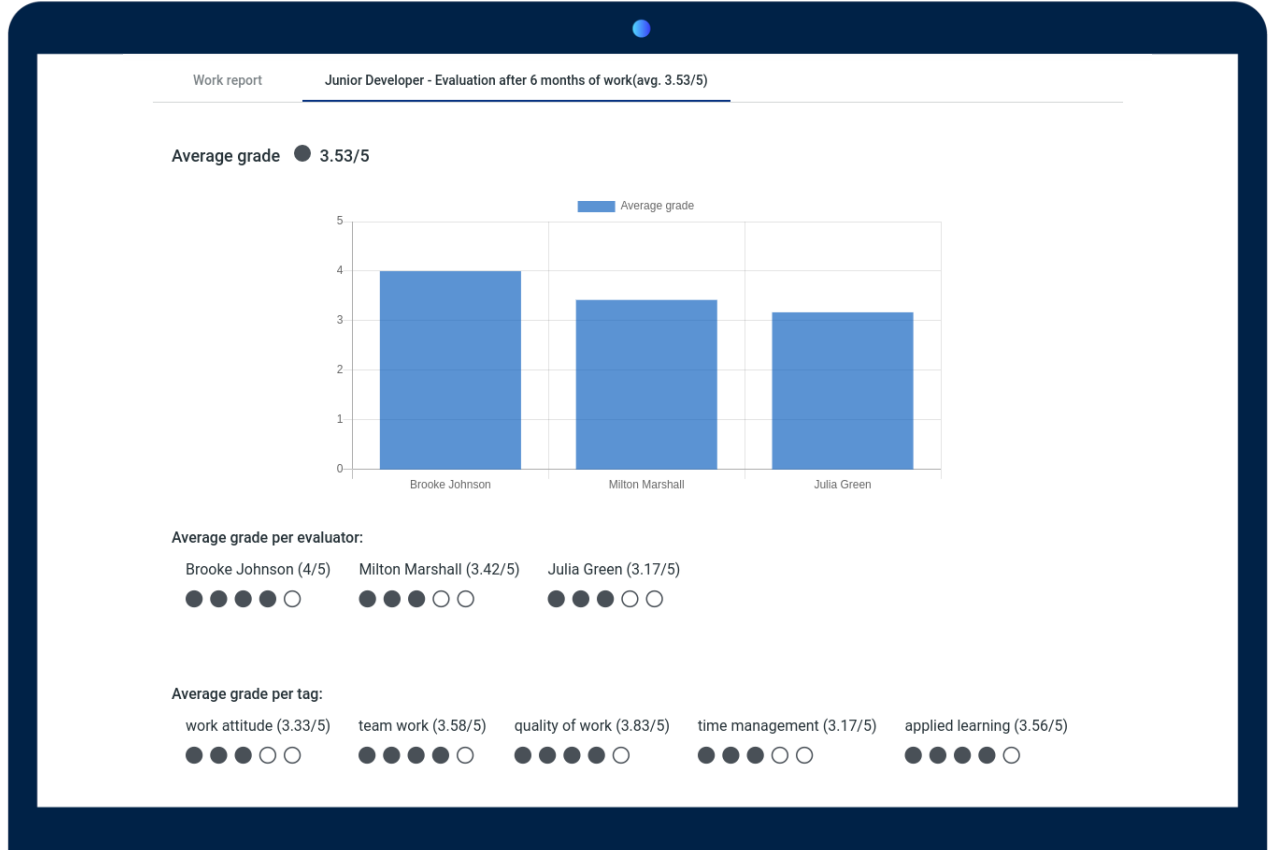 Work report
Junior Developer - Evaluation after 6 months of work(avg. 3.53/5)
Average grade 3.53/5
Average grade
5
4
3
2
1
0
Brooke Johnson Milton Marshall Julia Green
Average grade per evaluator:
Brooke Johnson (4/5) Milton Marshall (3.42/5) Julia Green (3.17/5)
Average grade per tag:
work attitude (3.33/5) team work (3.58/5) quality of work (3.83/5) time management (3.17/5) applied learning (3.56/5)